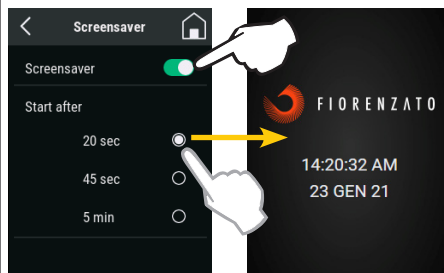 Screensaver
Screensaver
Start after
20 sec
45 sec
5 min
FIORENZATO
14:20:32 AM
23 GEN 21